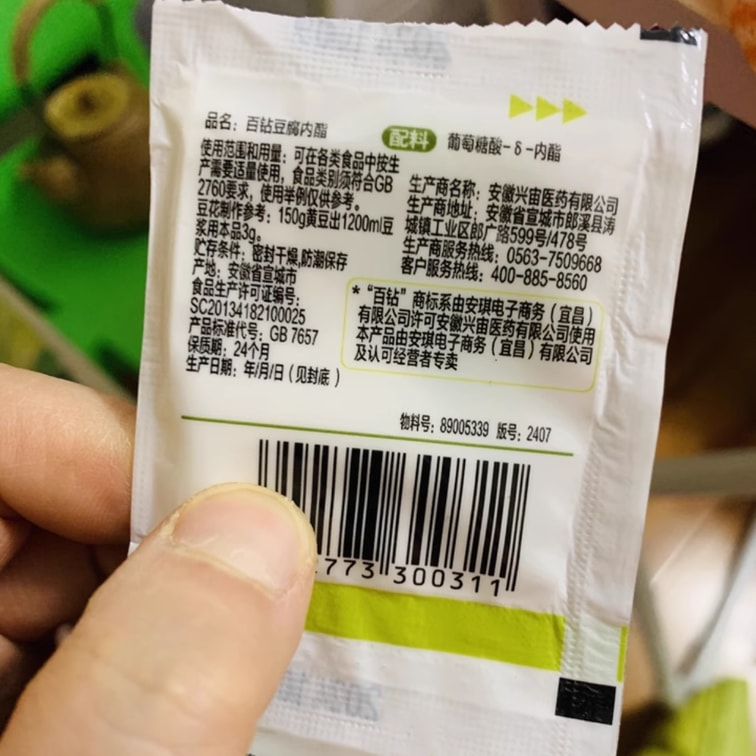 品名：百钻豆腐内酯
配料 葡萄糖酸-δ-内酯
使用范围和用量：可在各类食品中按生
产需要适量使用，食品类别须符合GB
2760要求，使用举例仅供参考。
豆花制作参考：150g黄豆出1200ml豆
浆用本品3g。
贮存条件：密封干燥,防潮保存
产地：安徽省宣城市
食品生产许可证编号：
SC20134182100025
产品标准代号：GB 7657
保质期：24个月
生产日期：年/月/日（见封底）
生产商名称：安徽兴宙医药有限公司
生产商地址：安徽省宣城市郎溪县涛
城镇工业区郎广路599号/478号
生产商服务热线：0563-7509668
客户服务热线：400-885-8560
*“百钻”商标系由安琪电子商务（宜昌）
有限公司许可安徽兴宙医药有限公司使用
本产品由安琪电子商务（宜昌）有限公司
及认可经营者专卖
物料号：89005339 版号：2407
773 300311